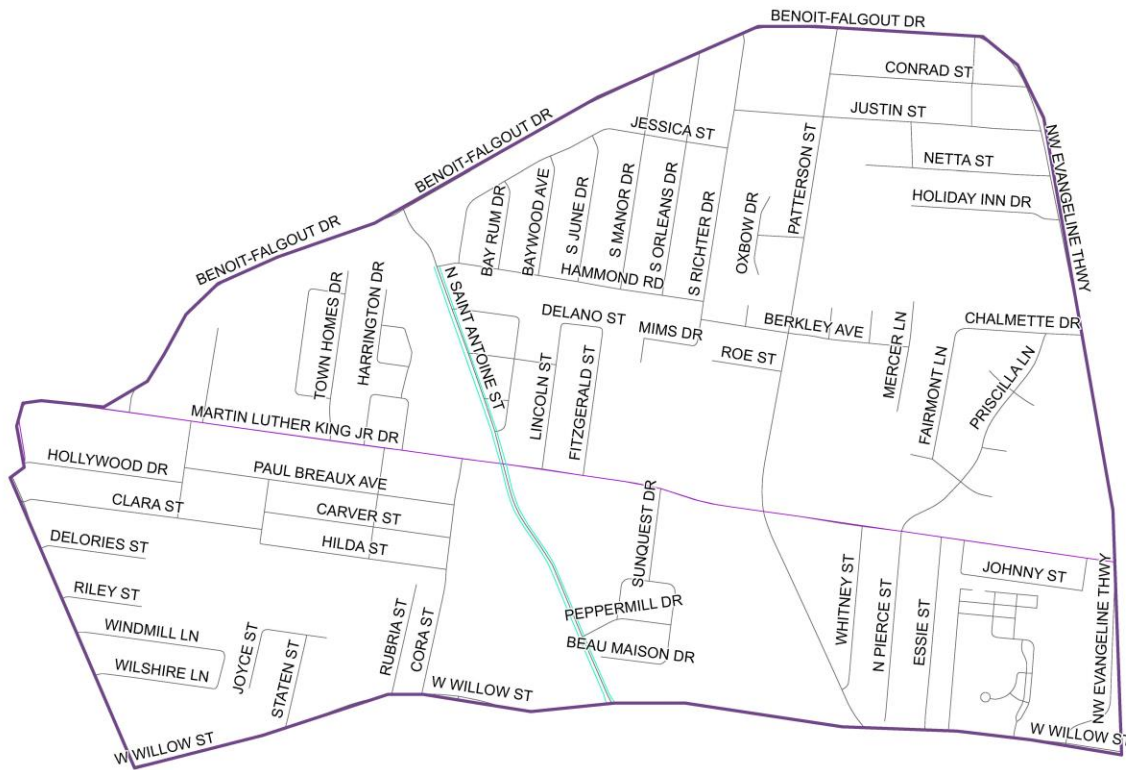 BENOIT-FALGOUT DR
CONRAD ST
JUSTIN ST
BENOIT-FALGOUT DR
JESSICA ST
NW EVANGELINE THWY
PATTERSON ST
NETTA ST
HOLIDAY INN DR
BENOIT-FALGOUT DR
BAY RUM DR
BAYWOOD AVE
S JUNE DR
S MANOR DR
S ORLEANS DR
S RICHTER DR
OXBOW DR
HAMMOND RD
TOWN HOMES DR
HARRINGTON DR
N SAINT ANTOINE ST
DELANO ST
MIMS DR
BERKLEY AVE
CHALMETTE DR
ROE ST
MERCER LN
FAIRMONT LN
PRISCILLA LN
LINCOLN ST
FITZGERALD ST
MARTIN LUTHER KING JR DR
HOLLYWOOD DR
PAUL BREAUX AVE
CLARA ST
CARVER ST
DELORIES ST
HILDA ST
SUNQUEST DR
JOHNNY ST
RILEY ST
PEPPERMILL DR
WHITNEY ST
N PIERCE ST
ESSIE ST
NW EVANGELINE THWY
WINDMILL LN
JOYCE ST
RUBRIA ST
CORA ST
BEAU MAISON DR
WILSHIRE LN
STATEN ST
W WILLOW ST
W WILLOW ST
W WILLOW ST